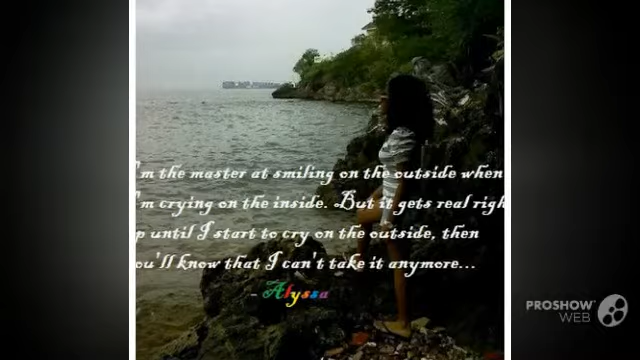 I'm the master at smiling on the outside when
I'm crying on the inside. But it gets real righ
p until I start to cry on the outside, then
ou'll know that I can't take it anymore...
- Alyssa
PROSHOW
WEB